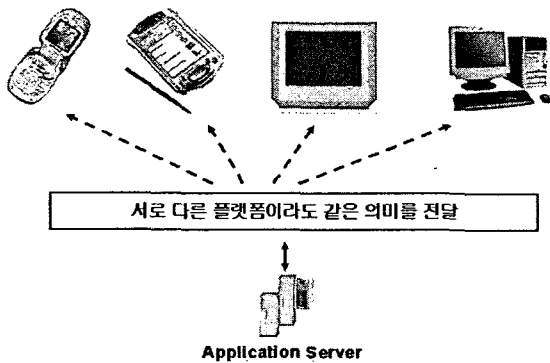 서로 다른 플랫폼이라도 같은 의미를 전달
Application Server